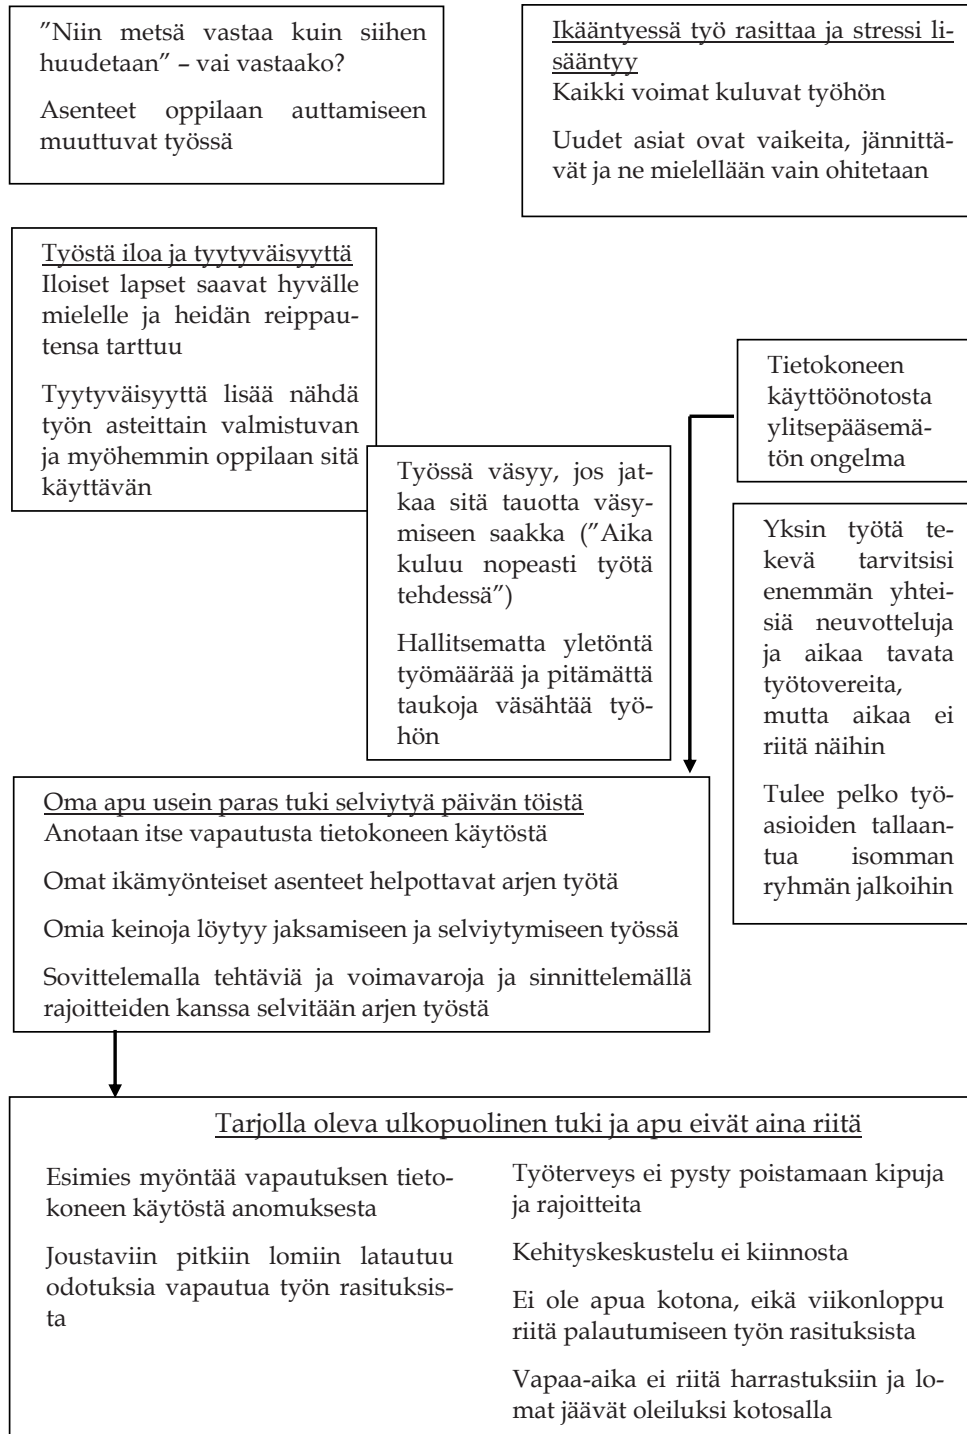 ”Niin metsä vastaa kuin siihen
huudetaan” – vai vastaako?
Asenteet oppilaan auttamiseen
muuttuvat työssä
Ikääntyessä työ rasittaa ja stressi li-
sääntyy
Kaikki voimat kuluvat työhön
Uudet asiat ovat vaikeita, jännittä-
vät ja ne mielellään vain ohitetaan
Työstä iloa ja tyytyväisyyttä
Iloiset lapset saavat hyvälle
mielelle ja heidän reippau-
tensa tarttuu
Tyytyväisyyttä lisää nähdä
työn asteittain valmistuvan
ja myöhemmin oppilaan sitä
käyttävän
Tietokoneen
käyttöönotosta
ylitsepääsemä-
tön ongelma
Työssä väsyy, jos jat-
kaa sitä tauotta väsy-
miseen saakka (”Aika
kuluu nopeasti työtä
tehdessä”)
Hallitsematta yletöntä
työmäärää ja pitämättä
taukoja väsähtää työ-
hön
Yksin työtä te-
kevä tarvitsisi
enemmän yhtei-
siä neuvotteluja
ja aikaa tavata
työtovereita,
mutta aikaa ei
riitä näihin
Tulee pelko työ-
asioiden tallaan-
tua isomman
ryhmän jalkoihin
Oma apu usein paras tuki selviytyä päivän töistä
Anotaan itse vapautusta tietokoneen käytöstä
Omat ikämyönteiset asenteet helpottavat arjen työtä
Omia keinoja löytyy jaksamiseen ja selviytymiseen työssä
Sovittelemalla tehtäviä ja voimavaroja ja sinnittelemällä
rajoitteiden kanssa selvitään arjen työstä
Tarjolla oleva ulkopuolinen tuki ja apu eivät aina riitä
Esimies myöntää vapautuksen tieto-
koneen käytöstä anomuksesta
Joustaviin pitkiin lomiin latautuu
odotuksia vapautua työn rasituksis-
ta
Työterveys ei pysty poistamaan kipuja
ja rajoitteita
Kehityskeskustelu ei kiinnosta
Ei ole apua kotona, eikä viikonloppu
riitä palautumiseen työn rasituksista
Vapaa-aika ei riitä harrastuksiin ja lo-
mat jäävät oleiluksi kotosalla